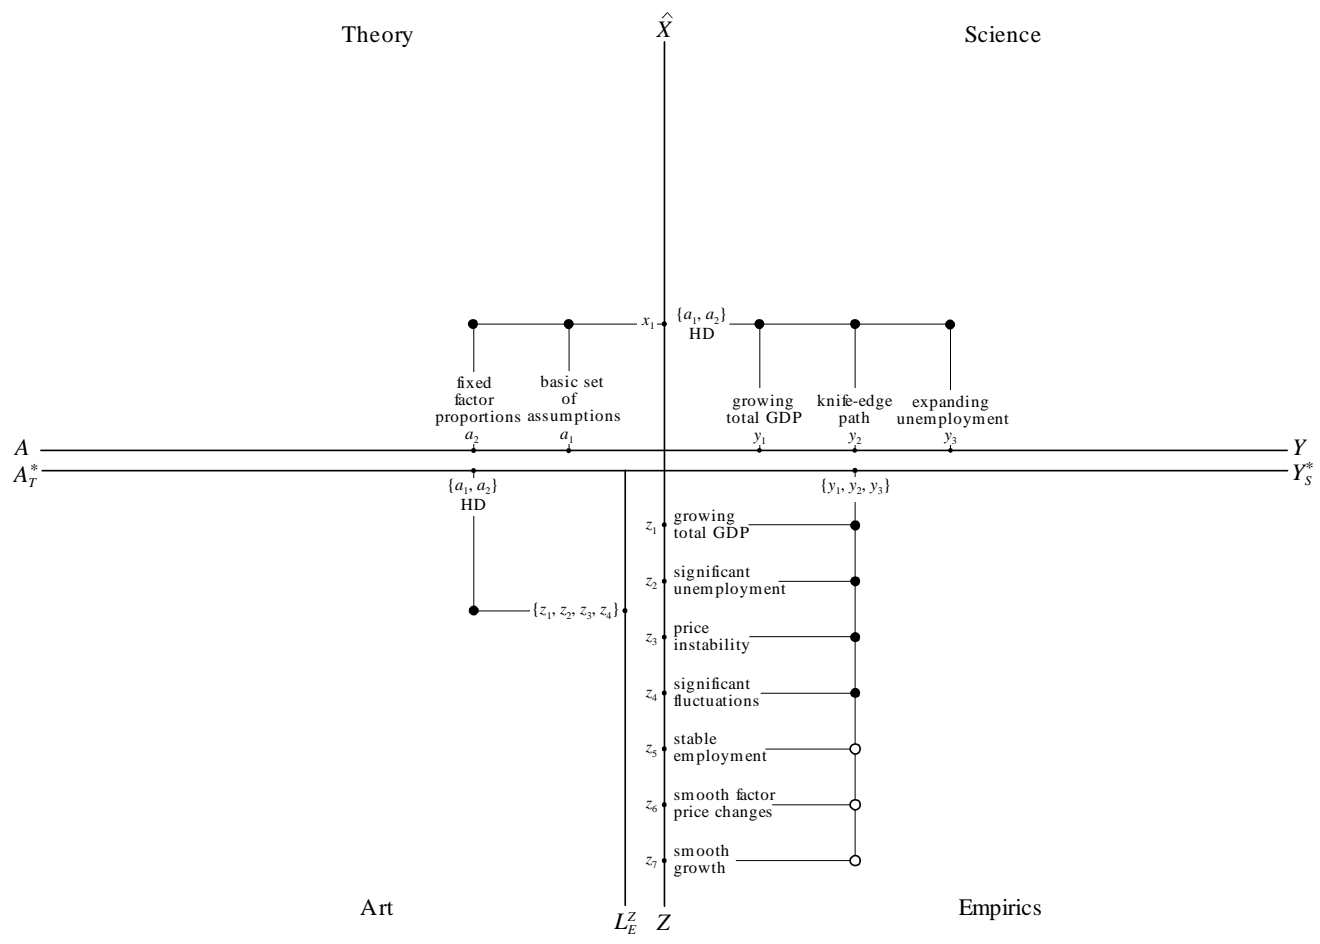 Theory
X̂
Science
x₁
{a₁, a₂}
HD
fixed
factor
proportions
a₂
basic set
of
assumptions
a₁
growing
total GDP
y₁
knife-edge
path
y₂
expanding
unemployment
y₃
A
Y
A*_T
Y*_S
{a₁, a₂}
HD
{y₁, y₂, y₃}
z₁
growing
total GDP
z₂
significant
unemployment
{z₁, z₂, z₃, z₄}
z₃
price
instability
z₄
significant
fluctuations
z₅
stable
employment
z₆
smooth factor
price changes
z₇
smooth
growth
Art
Empirics
L^Z_E
Z